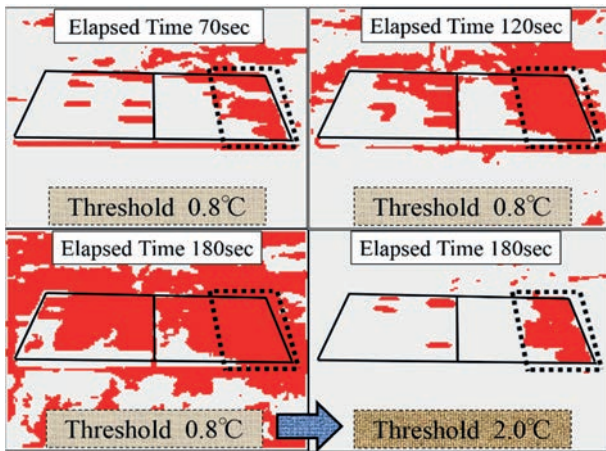 Elapsed Time 70sec
Threshold 0.8℃
Elapsed Time 120sec
Threshold 0.8℃
Elapsed Time 180sec
Threshold 0.8℃
Elapsed Time 180sec
Threshold 2.0℃